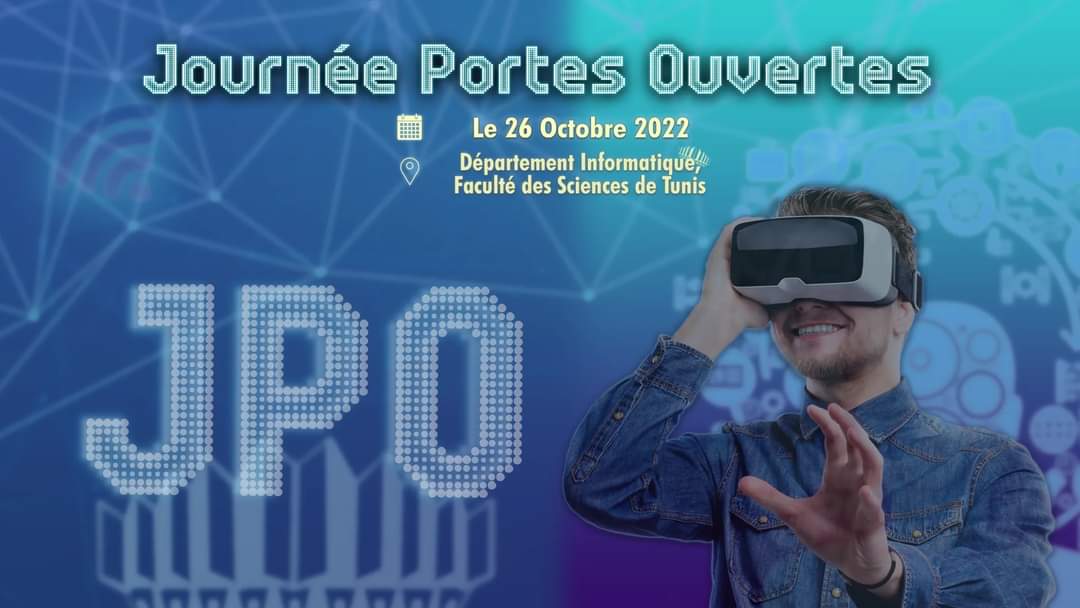 Journée Portes Ouvertes
Le 26 Octobre 2022
Département Informatique,
Faculté des Sciences de Tunis
JPO